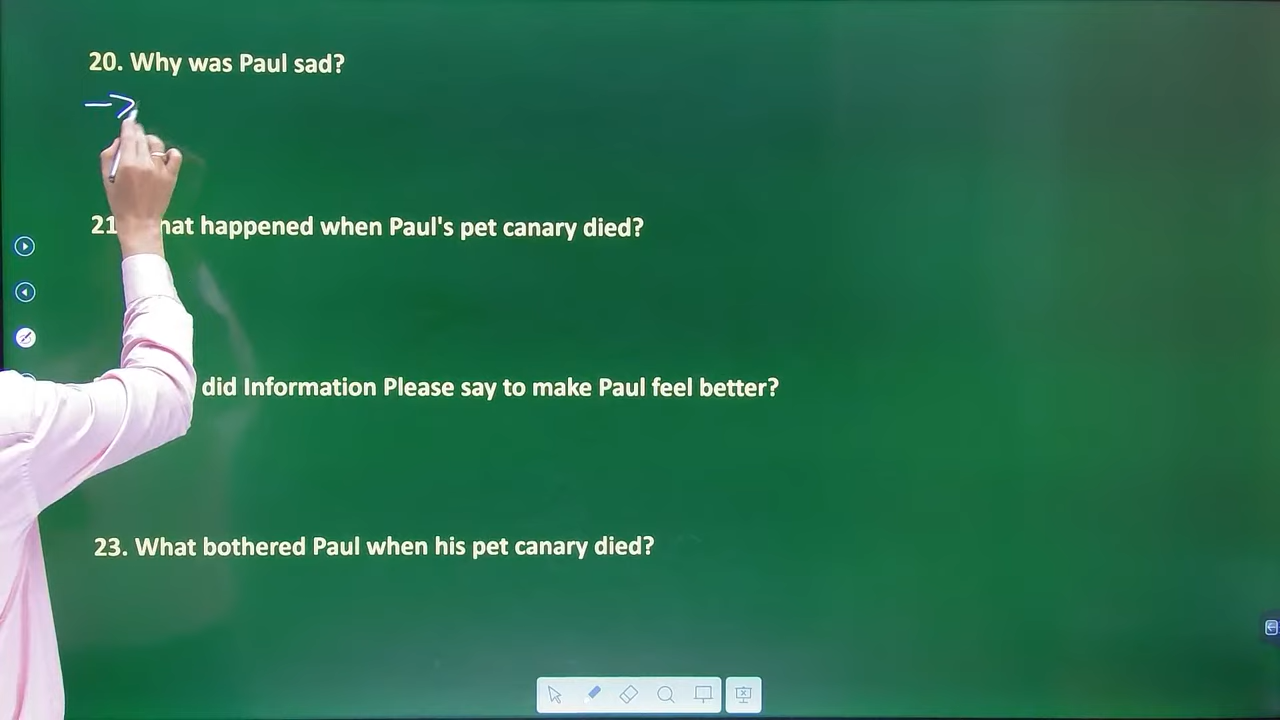 20. Why was Paul sad?
→
21 hat happened when Paul's pet canary died?
did Information Please say to make Paul feel better?
23. What bothered Paul when his pet canary died?